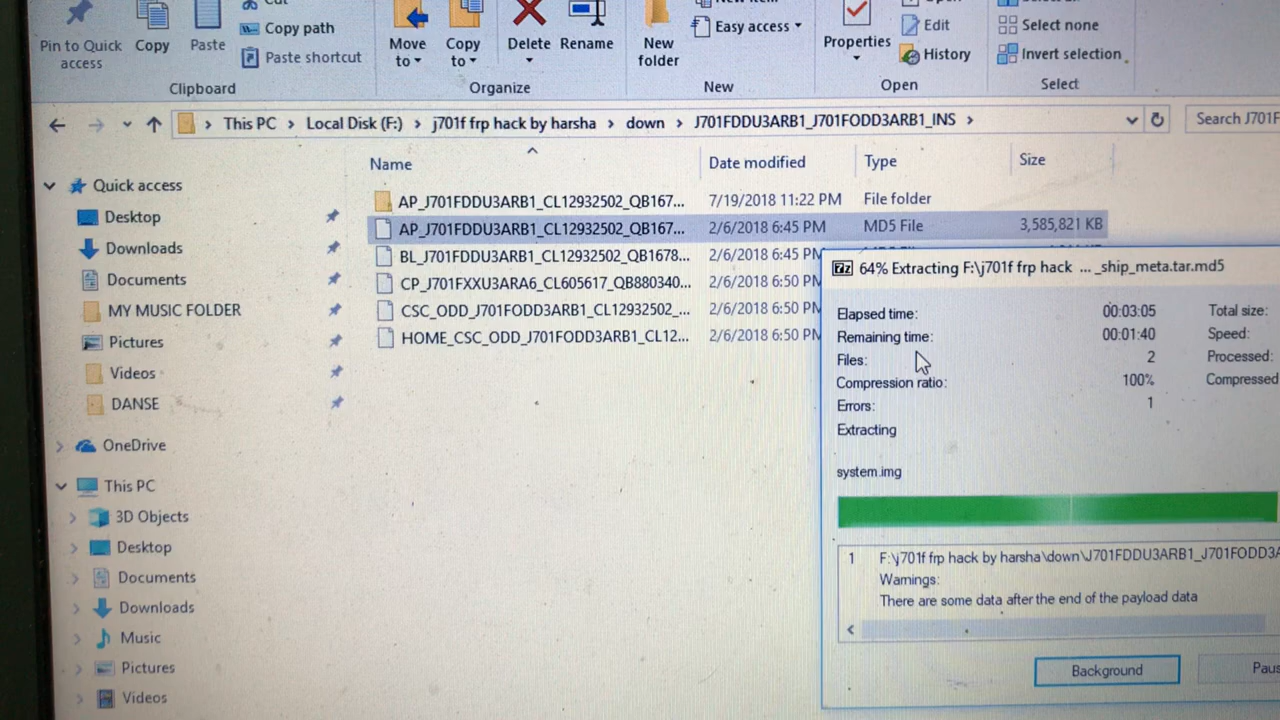 Cut
Pin to Quick access
Copy
Paste
Copy path
Paste shortcut
Move to
Copy to
Delete
Rename
New folder
Easy access
Properties
Edit
History
Select none
Invert selection
Clipboard
Organize
New
Open
Select
This PC > Local Disk (F:) > j701f frp hack by harsha > down > J701FDDU3ARB1_J701FODD3ARB1_INS >
Search J701F
Name
Date modified
Type
Size
AP_J701FDDU3ARB1_CL12932502_QB167... 7/19/2018 11:22 PM File folder
AP_J701FDDU3ARB1_CL12932502_QB167... 2/6/2018 6:45 PM MD5 File 3,585,821 KB
BL_J701FDDU3ARB1_CL12932502_QB1678... 2/6/2018 6:45 PM
CP_J701FXXU3ARA6_CL605617_QB880340... 2/6/2018 6:50 PM
CSC_ODD_J701FODD3ARB1_CL12932502_... 2/6/2018 6:50 PM
HOME_CSC_ODD_J701FODD3ARB1_CL12... 2/6/2018 6:50 PM
Quick access
Desktop
Downloads
Documents
MY MUSIC FOLDER
Pictures
Videos
DANSE
OneDrive
This PC
3D Objects
Desktop
Documents
Downloads
Music
Pictures
Videos
7z 64% Extracting F:\j701f frp hack ... _ship_meta.tar.md5
Elapsed time: 00:03:05 Total size:
Remaining time: 00:01:40 Speed:
Files: 2 Processed:
Compression ratio: 100% Compressed
Errors: 1
Extracting
system.img
1 F:\j701f frp hack by harsha\down\J701FDDU3ARB1_J701FODD3A
Warnings:
There are some data after the end of the payload data
Background
Paus